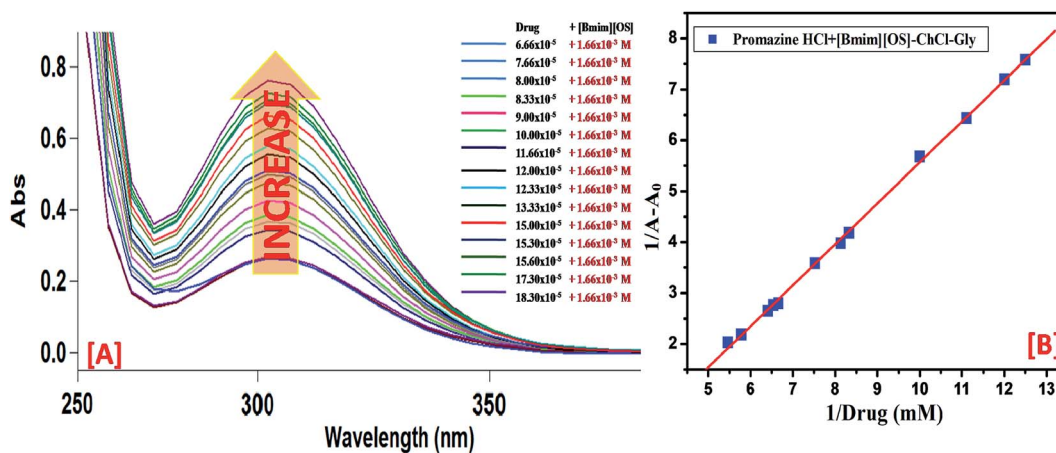 Drug + [Bmim][OS]
6.66x10⁻⁵ + 1.66x10⁻³ M
7.66x10⁻⁵ + 1.66x10⁻³ M
8.00x10⁻⁵ + 1.66x10⁻³ M
8.33x10⁻⁵ + 1.66x10⁻³ M
9.00x10⁻⁵ + 1.66x10⁻³ M
10.00x10⁻⁵ + 1.66x10⁻³ M
11.66x10⁻⁵ + 1.66x10⁻³ M
12.00x10⁻⁵ + 1.66x10⁻³ M
12.33x10⁻⁵ + 1.66x10⁻³ M
13.33x10⁻⁵ + 1.66x10⁻³ M
15.00x10⁻⁵ + 1.66x10⁻³ M
15.30x10⁻⁵ + 1.66x10⁻³ M
15.60x10⁻⁵ + 1.66x10⁻³ M
17.30x10⁻⁵ + 1.66x10⁻³ M
18.30x10⁻⁵ + 1.66x10⁻³ M
INCREASE
Abs
0.8
0.6
0.4
0.2
0.0
[A]
250 300 350
Wavelength (nm)
Promazine HCl+[Bmim][OS]-ChCl-Gly
1/A-A₀
8
7
6
5
4
3
2
[B]
5 6 7 8 9 10 11 12 13
1/Drug (mM)